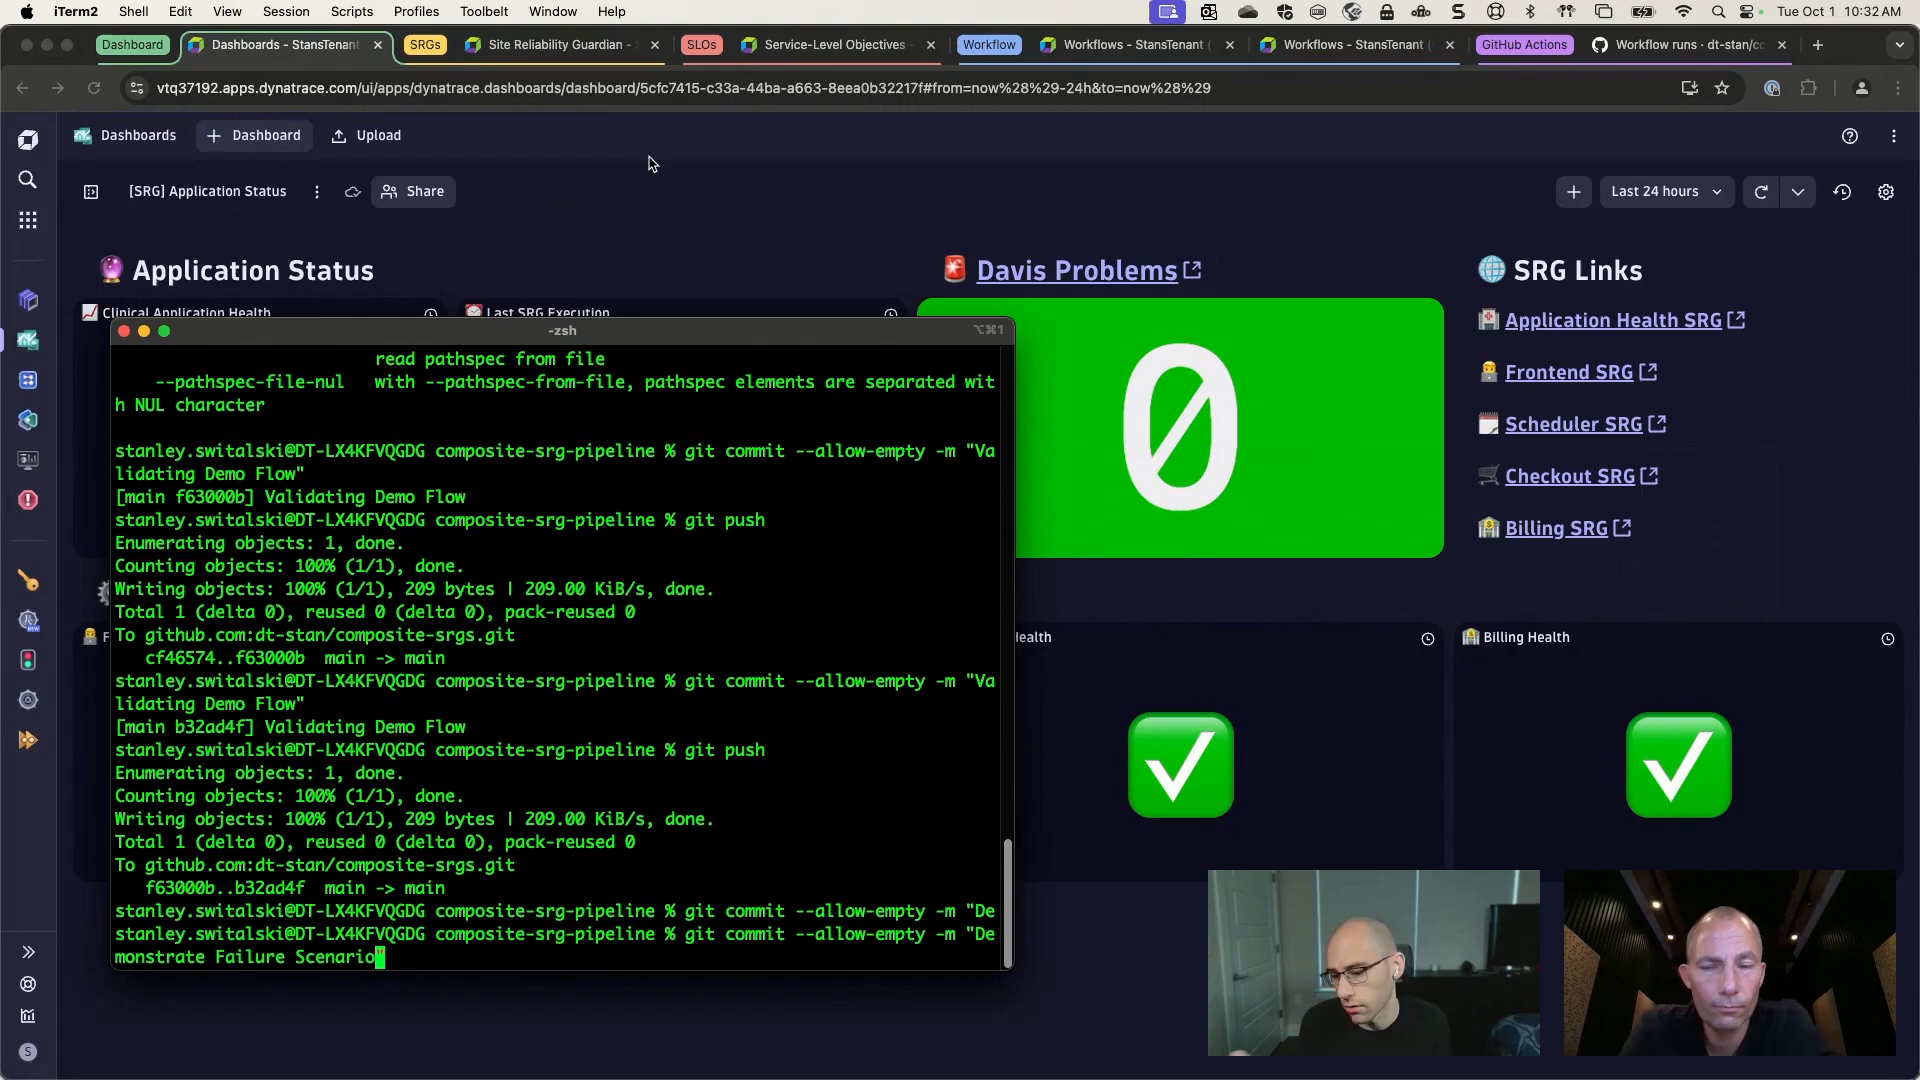 iTerm2 Shell Edit View Session Scripts Profiles Toolbelt Window Help Tue Oct 1 10:32 AM
Dashboard Dashboards - StansTenant SRGs Site Reliability Guardian - SLOs Service-Level Objectives - Workflow Workflows - StansTenant ( Workflows - StansTenant ( GitHub Actions Workflow runs · dt-stan/co
vtq37192.apps.dynatrace.com/ui/apps/dynatrace.dashboards/dashboard/5cfc7415-c33a-44ba-a663-8eea0b32217f#from=now%28%29-24h&to=now%28%29
Dashboards + Dashboard Upload
[SRG] Application Status Share Last 24 hours
Application Status
Davis Problems
SRG Links
Clinical Application Health
Last SRG Execution
0
Application Health SRG
Frontend SRG
Scheduler SRG
Checkout SRG
Billing SRG
-zsh ⌥⌘1
read pathspec from file
--pathspec-file-nul with --pathspec-from-file, pathspec elements are separated wit
h NUL character
stanley.switalski@DT-LX4KFVQGDG composite-srg-pipeline % git commit --allow-empty -m "Va
lidating Demo Flow"
[main f63000b] Validating Demo Flow
stanley.switalski@DT-LX4KFVQGDG composite-srg-pipeline % git push
Enumerating objects: 1, done.
Counting objects: 100% (1/1), done.
Writing objects: 100% (1/1), 209 bytes | 209.00 KiB/s, done.
Total 1 (delta 0), reused 0 (delta 0), pack-reused 0
To github.com:dt-stan/composite-srgs.git
cf46574..f63000b main -> main
stanley.switalski@DT-LX4KFVQGDG composite-srg-pipeline % git commit --allow-empty -m "Va
lidating Demo Flow"
[main b32ad4f] Validating Demo Flow
stanley.switalski@DT-LX4KFVQGDG composite-srg-pipeline % git push
Enumerating objects: 1, done.
Counting objects: 100% (1/1), done.
Writing objects: 100% (1/1), 209 bytes | 209.00 KiB/s, done.
Total 1 (delta 0), reused 0 (delta 0), pack-reused 0
To github.com:dt-stan/composite-srgs.git
f63000b..b32ad4f main -> main
stanley.switalski@DT-LX4KFVQGDG composite-srg-pipeline % git commit --allow-empty -m "De
stanley.switalski@DT-LX4KFVQGDG composite-srg-pipeline % git commit --allow-empty -m "De
monstrate Failure Scenario"
F
ealth
Billing Health
S